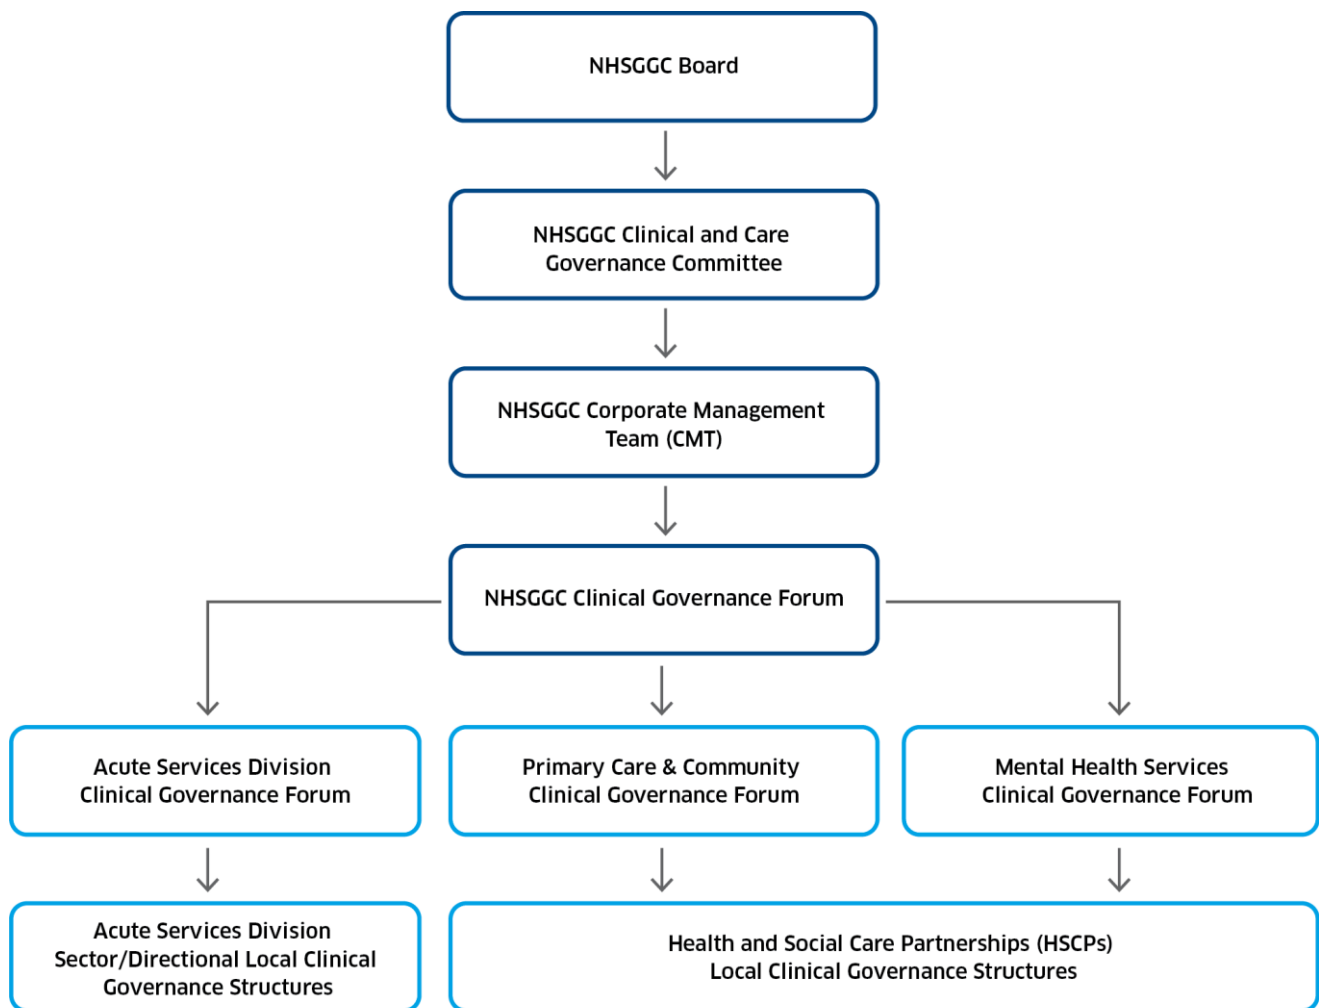 NHSGGC Board
NHSGGC Clinical and Care
Governance Committee
NHSGGC Corporate Management
Team (CMT)
NHSGGC Clinical Governance Forum
Acute Services Division
Clinical Governance Forum
Primary Care & Community
Clinical Governance Forum
Mental Health Services
Clinical Governance Forum
Acute Services Division
Sector/Directional Local Clinical
Governance Structures
Health and Social Care Partnerships (HSCPs)
Local Clinical Governance Structures